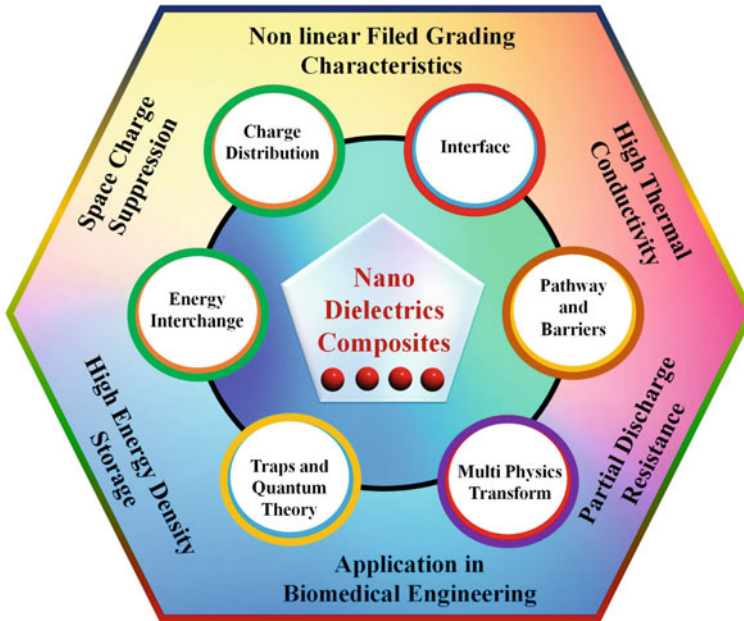 Non linear Filed Grading
Characteristics
Space Charge
Suppression
Charge
Distribution
Interface
High Thermal
Conductivity
Energy
Interchange
Nano
Dielectrics
Composites
Pathway
and
Barriers
High Energy Density
Storage
Traps and
Quantum
Theory
Multi Physics
Transform
Partial Discharge
Resistance
Application in
Biomedical Engineering